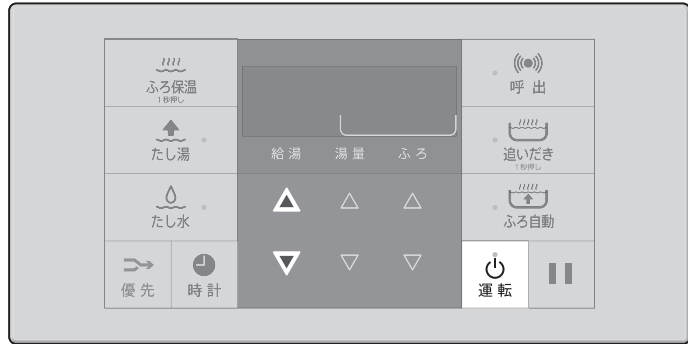 ふろ保温
1秒押し
たし湯
たし水
優先
時計
給湯
湯量
ふろ
呼出
追いだき
1秒押し
ふろ自動
運転